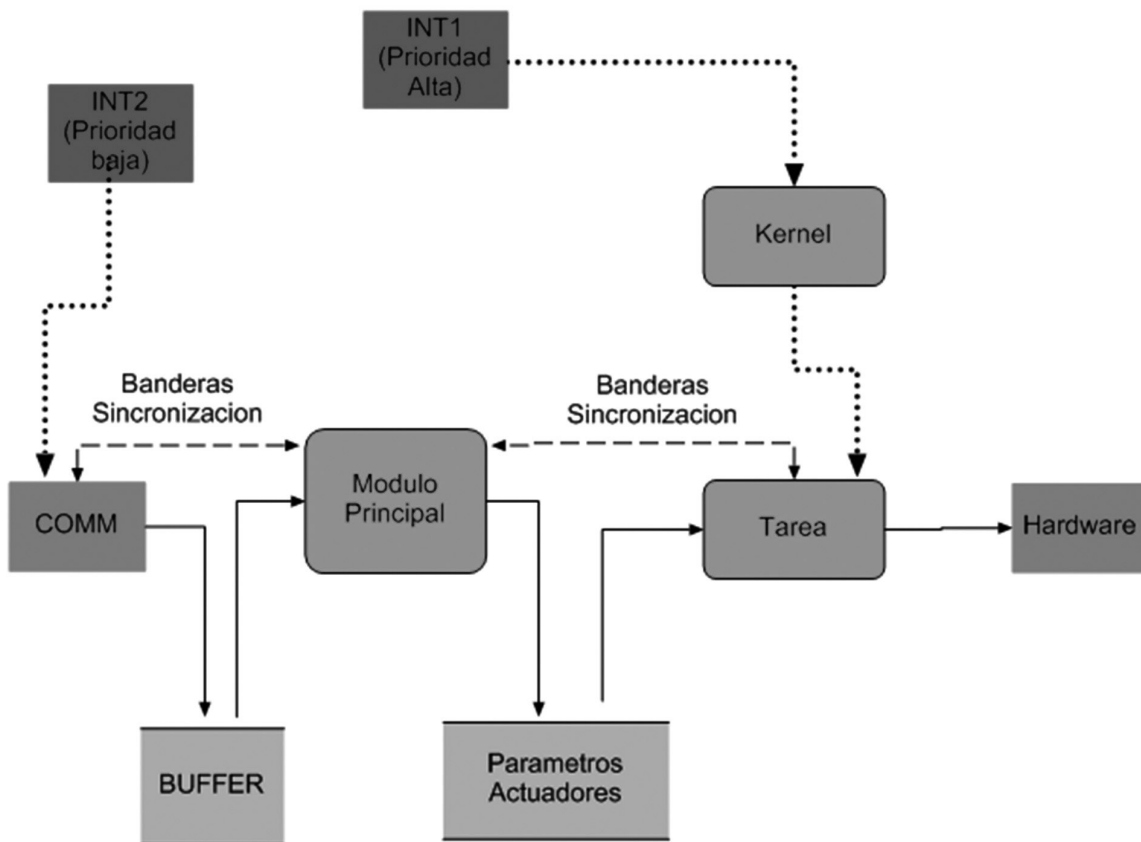 INT1
(Prioridad
Alta)
INT2
(Prioridad
baja)
Kernel
Banderas
Sincronizacion
Banderas
Sincronizacion
COMM
Modulo
Principal
Tarea
Hardware
BUFFER
Parametros
Actuadores